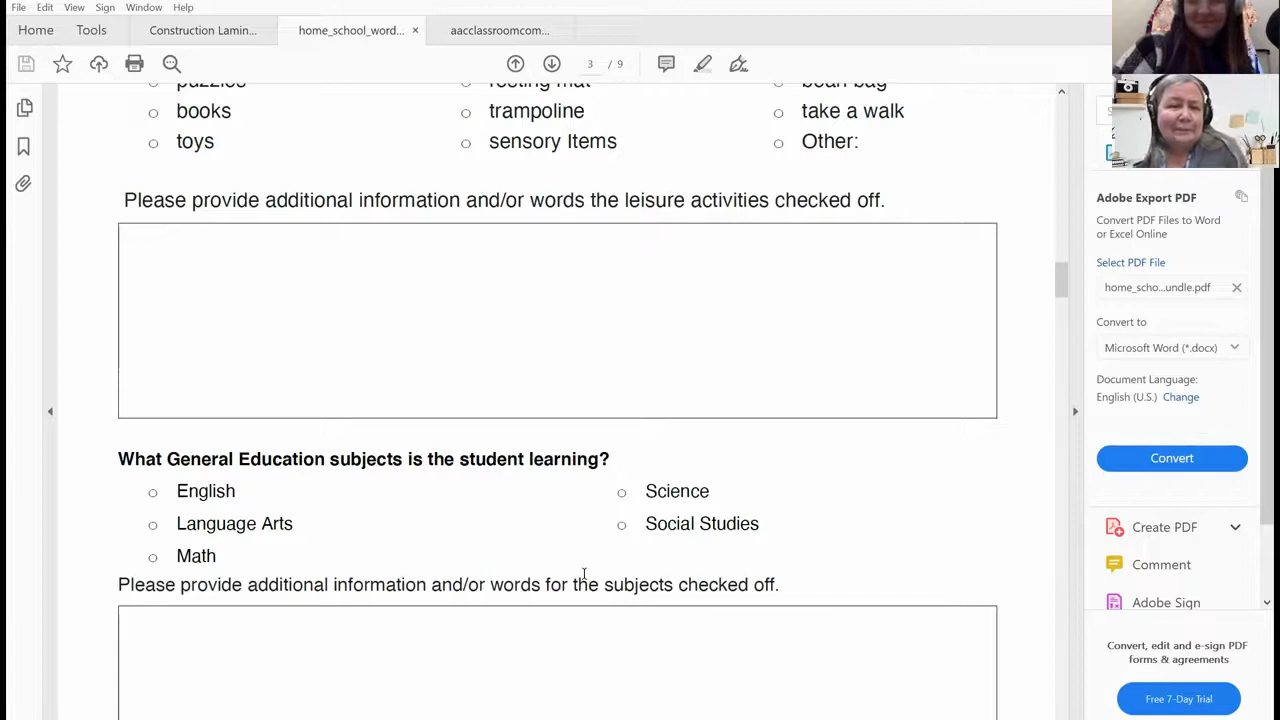 File Edit View Sign Window Help
Home Tools Construction Lamin... home_school_word... × aacclassroomcom...
3 / 9
puzzles resting mat bean bag
books trampoline take a walk
toys sensory Items Other:
Please provide additional information and/or words the leisure activities checked off.
What General Education subjects is the student learning?
English Science
Language Arts Social Studies
Math
Please provide additional information and/or words for the subjects checked off.
Adobe Export PDF
Convert PDF Files to Word
or Excel Online
Select PDF File
home_scho...undle.pdf
Convert to
Microsoft Word (*.docx)
Document Language:
English (U.S.) Change
Convert
Create PDF
Comment
Adobe Sign
Convert, edit and e-sign PDF
forms & agreements
Free 7-Day Trial